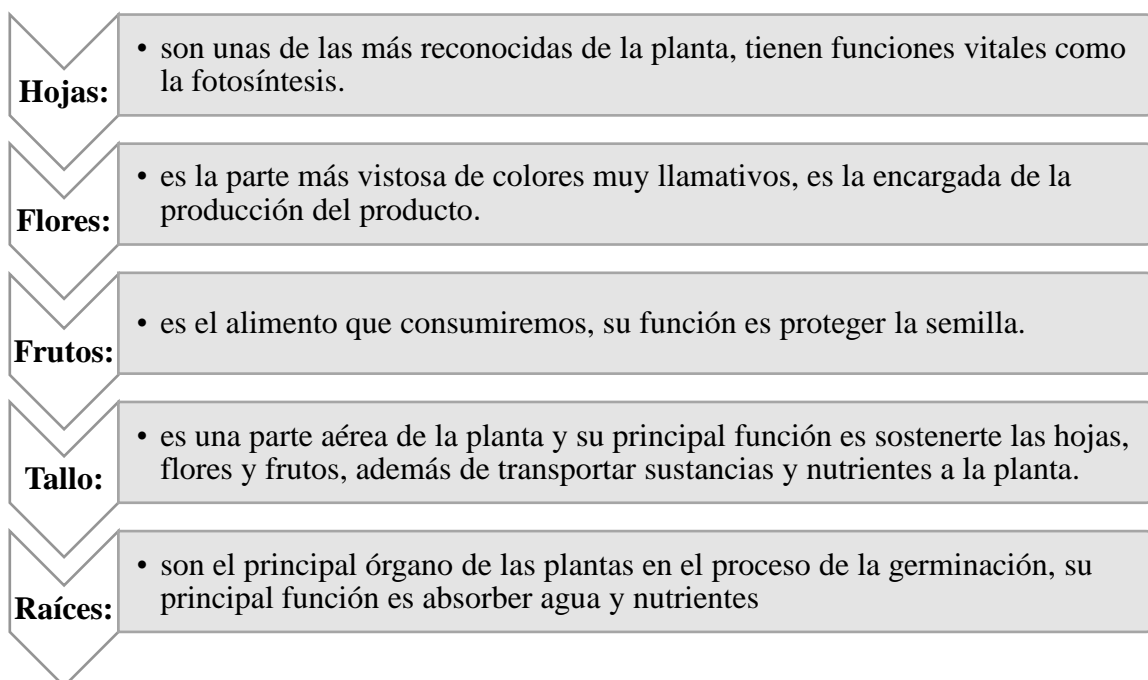 Hojas:
• son unas de las más reconocidas de la planta, tienen funciones vitales como
la fotosíntesis.
Flores:
• es la parte más vistosa de colores muy llamativos, es la encargada de la
producción del producto.
Frutos:
• es el alimento que consumiremos, su función es proteger la semilla.
Tallo:
• es una parte aérea de la planta y su principal función es sostenerte las hojas,
flores y frutos, además de transportar sustancias y nutrientes a la planta.
Raíces:
• son el principal órgano de las plantas en el proceso de la germinación, su
principal función es absorber agua y nutrientes